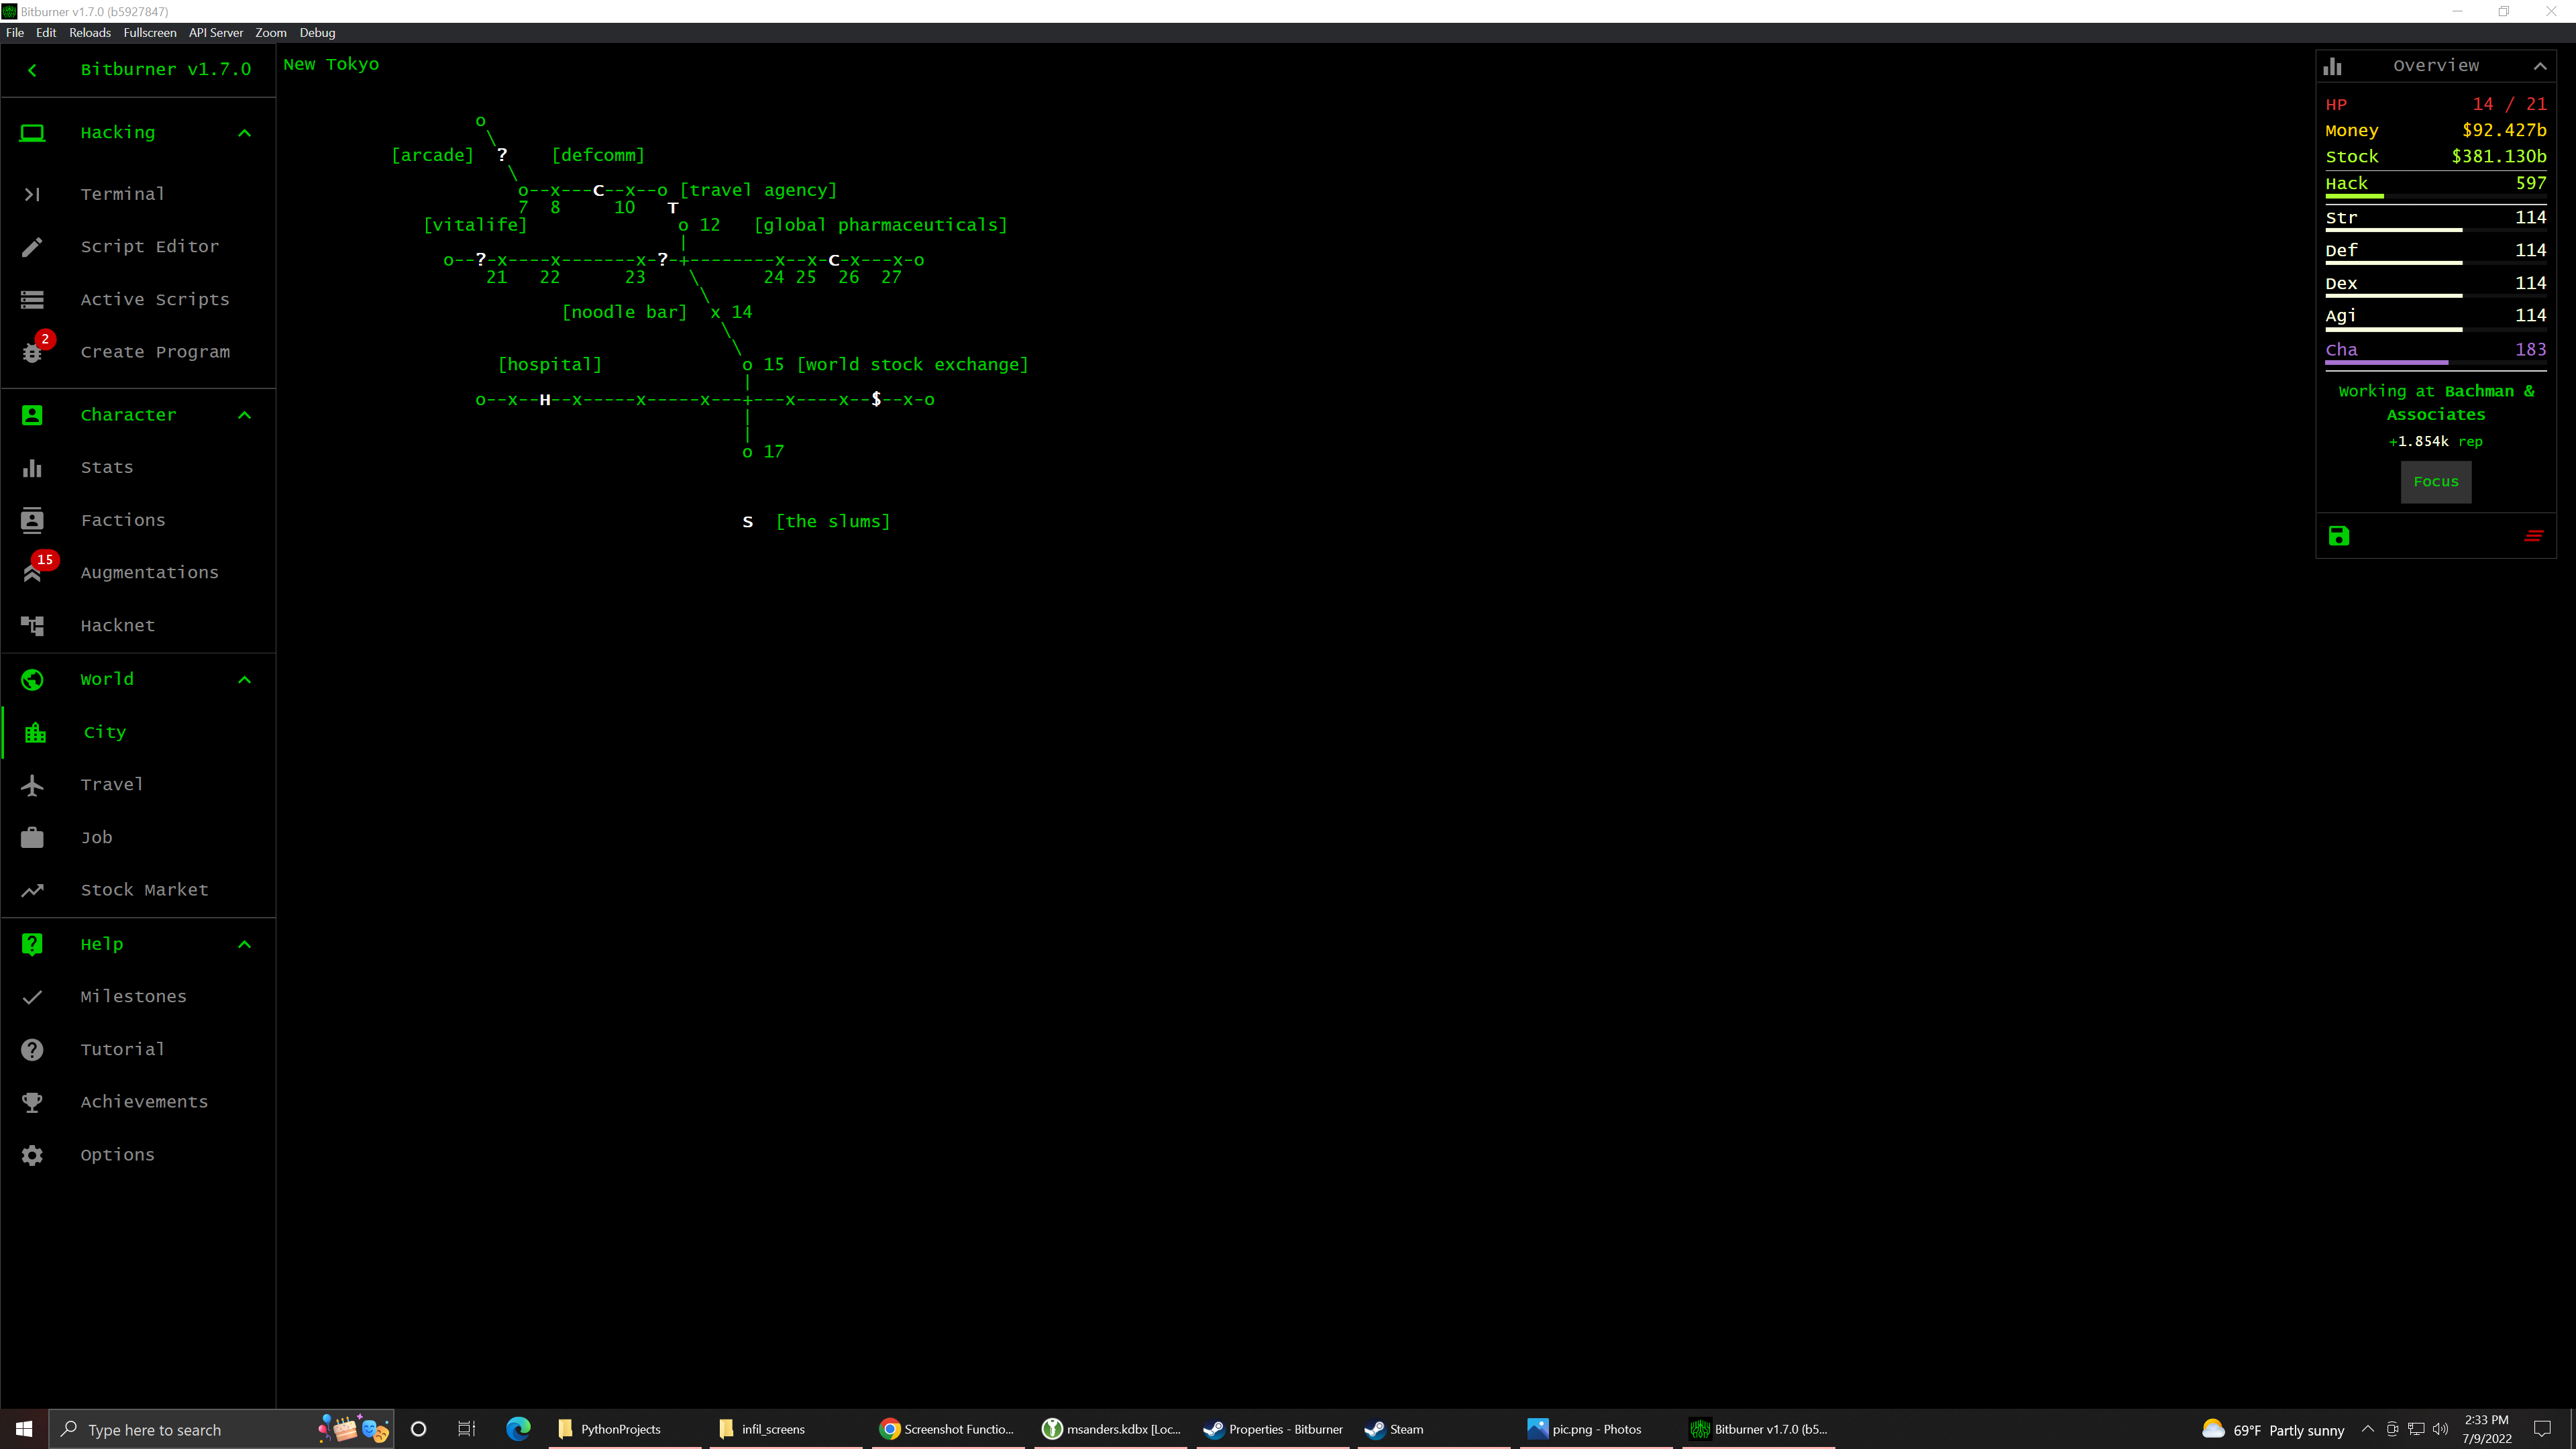 Bitburner v1.7.0 (b5927847)
File Edit Reloads Fullscreen API Server Zoom Debug
Bitburner v1.7.0
Hacking
Terminal
Script Editor
Active Scripts
2
Create Program
Character
Stats
Factions
15
Augmentations
Hacknet
World
City
Travel
Job
Stock Market
Help
Milestones
Tutorial
Achievements
Options
New Tokyo
o
\
[arcade] ? [defcomm]
\
o--x---C--x--o [travel agency]
7 8 10 T
[vitalife] o 12 [global pharmaceuticals]
|
o--?-x----x-------x-?-+--------x--x-C-x---x-o
21 22 23 \ 24 25 26 27
\
[noodle bar] x 14
\
\
[hospital] o 15 [world stock exchange]
|
o--x--H--x-----x-----x---+---x----x--$--x-o
|
|
o 17
S [the slums]
Overview
HP 14 / 21
Money $92.427b
Stock $381.130b
Hack 597
Str 114
Def 114
Dex 114
Agi 114
Cha 183
Working at Bachman &
Associates
+1.854k rep
Focus
Type here to search
PythonProjects
infil_screens
Screenshot Functio...
msanders.kdbx [Loc...
Properties - Bitburner
Steam
pic.png - Photos
Bitburner v1.7.0 (b5...
69°F Partly sunny
2:33 PM
7/9/2022